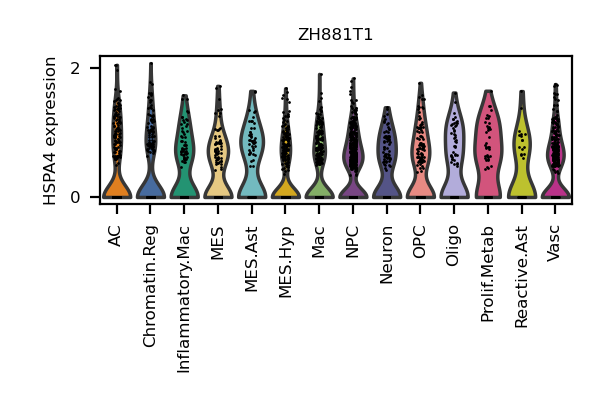 ZH881T1
HSPA4 expression
2
0
AC
Chromatin.Reg
Inflammatory.Mac
MES
MES.Ast
MES.Hyp
Mac
NPC
Neuron
OPC
Oligo
Prolif.Metab
Reactive.Ast
Vasc